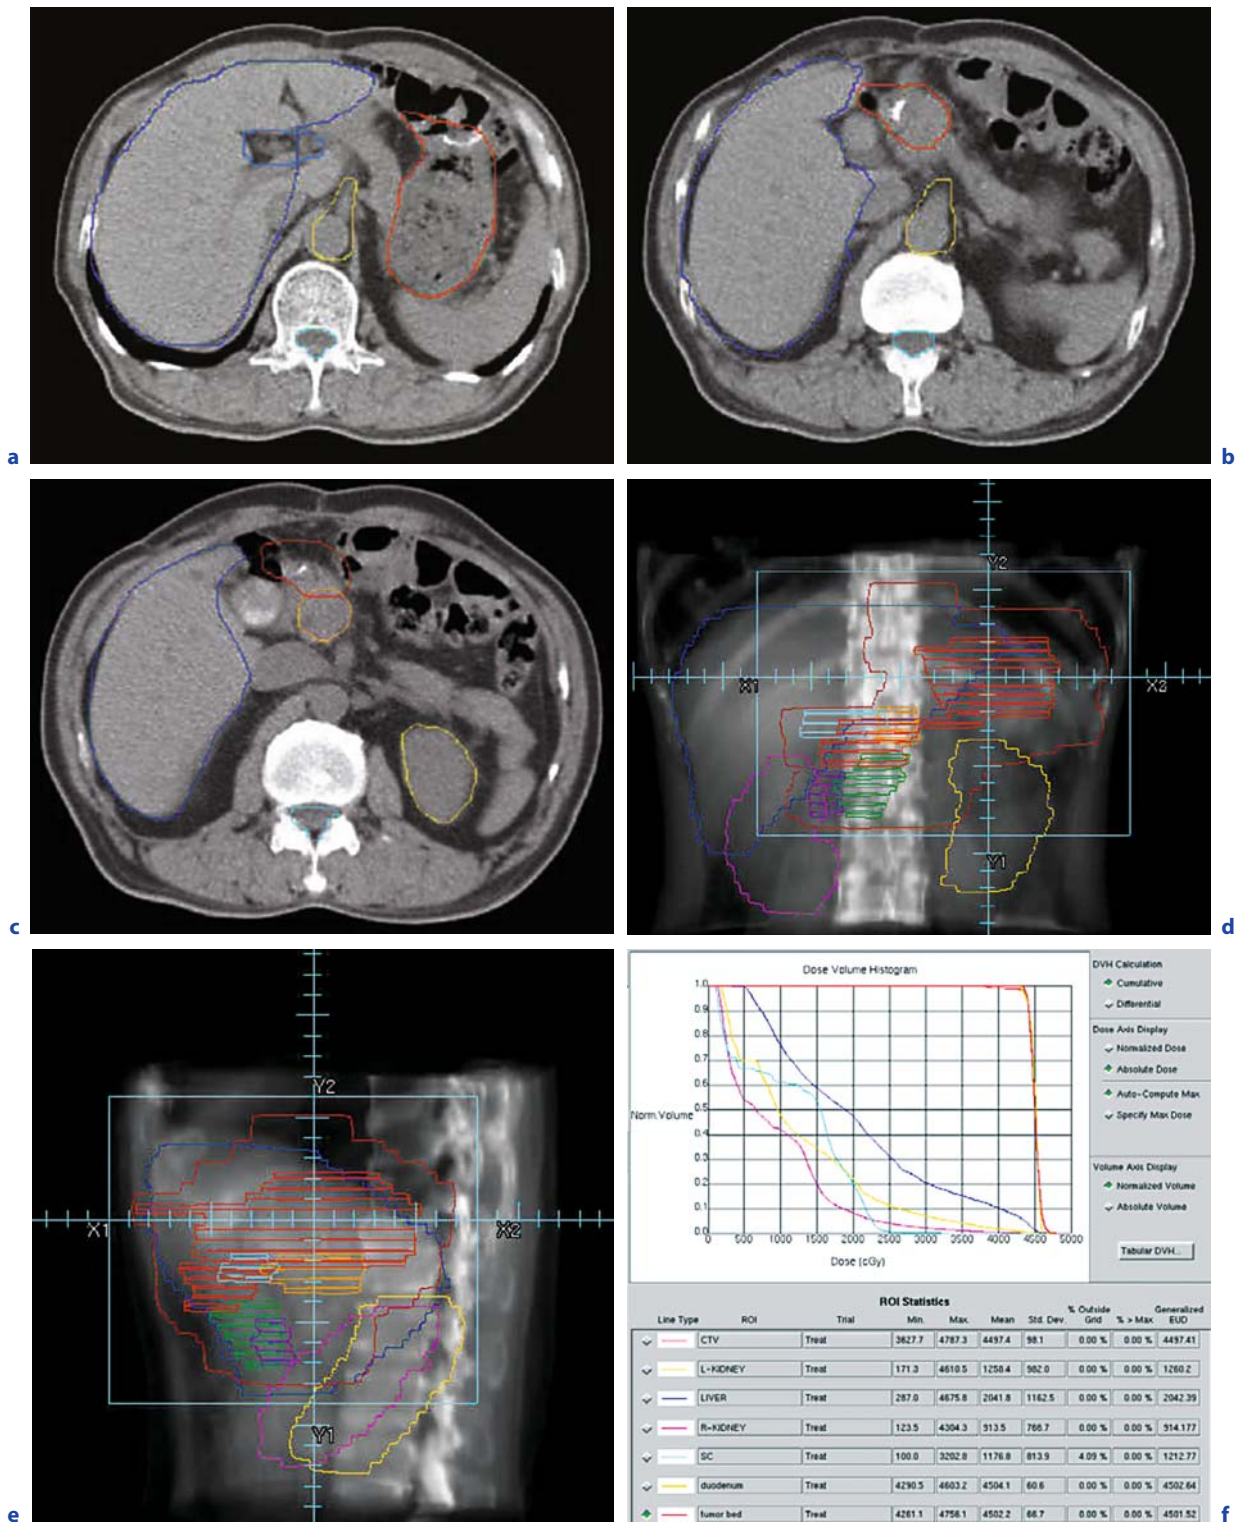 a
b
c
d
Y2
X1
X2
Y1
e
Y2
X1
X2
Y1
f
Dose Volume Histogram
Norm.Volume
1.0
0.9
0.8
0.7
0.6
0.5
0.4
0.3
0.2
0.1
0.0
0 500 1000 1500 2000 2500 3000 3500 4000 4500 5000
Dose (cGy)
DVH Calculation
Cumulative
Differential
Dose Axis Display
Normalized Dose
Absolute Dose
Auto-Compute Max
Specify Max Dose
Volume Axis Display
Normalized Volume
Absolute Volume
Tabular DVH...
ROI Statistics
Line Type ROI Trial Min. Max. Mean Std. Dev. % Outside Grid % > Max Generalized EUD
CTV Treat 3627.7 4787.3 4497.4 98.1 0.00 % 0.00 % 4497.41
L-KIDNEY Treat 171.3 4610.5 1258.4 982.0 0.00 % 0.00 % 1260.2
LIVER Treat 287.0 4675.8 2041.8 1162.5 0.00 % 0.00 % 2042.39
R-KIDNEY Treat 123.5 4304.3 913.5 766.7 0.00 % 0.00 % 914.177
SC Treat 100.0 3202.8 1176.8 813.9 4.09 % 0.00 % 1212.77
duodenum Treat 4290.5 4603.2 4504.1 60.6 0.00 % 0.00 % 4502.64
tumor bed Treat 4261.1 4756.1 4502.2 66.7 0.00 % 0.00 % 4501.52